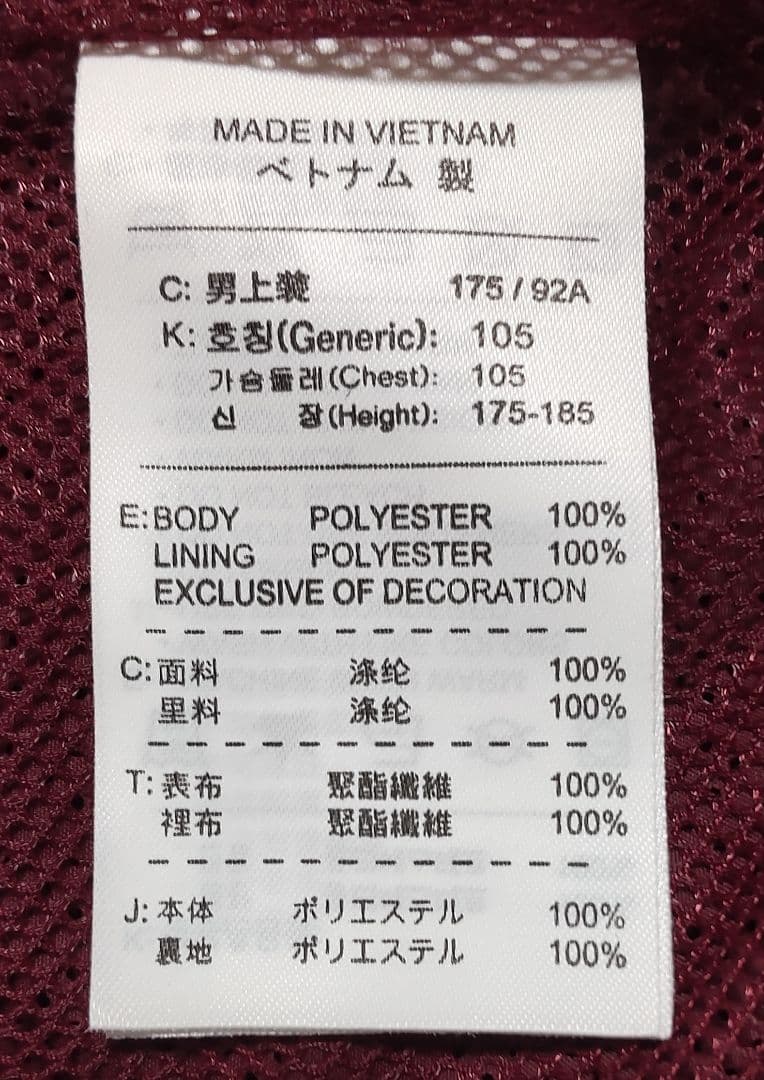 MADE IN VIETNAM
ベトナム 製
C: 男上装 175 / 92A
K: 호칭(Generic): 105
가슴둘레(Chest): 105
신 장(Height): 175-185
E: BODY POLYESTER 100%
LINING POLYESTER 100%
EXCLUSIVE OF DECORATION
C: 面料 涤纶 100%
里料 涤纶 100%
T: 表布 聚酯纖維 100%
裡布 聚酯纖維 100%
J: 本体 ポリエステル 100%
裏地 ポリエステル 100%